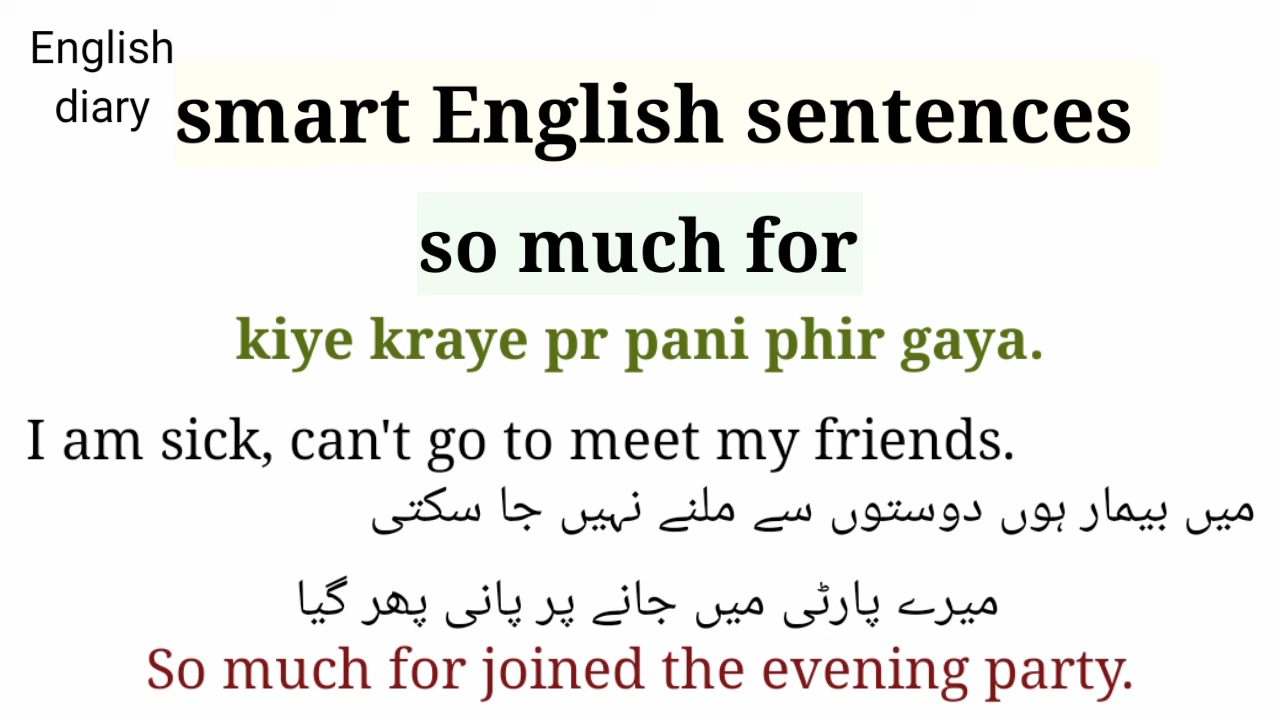 English
diary
smart English sentences
so much for
kiye kraye pr pani phir gaya.
I am sick, can't go to meet my friends.
میں بیمار ہوں دوستوں سے ملنے نہیں جا سکتی
میرے پارٹی میں جانے پر پانی پھر گیا
So much for joined the evening party.